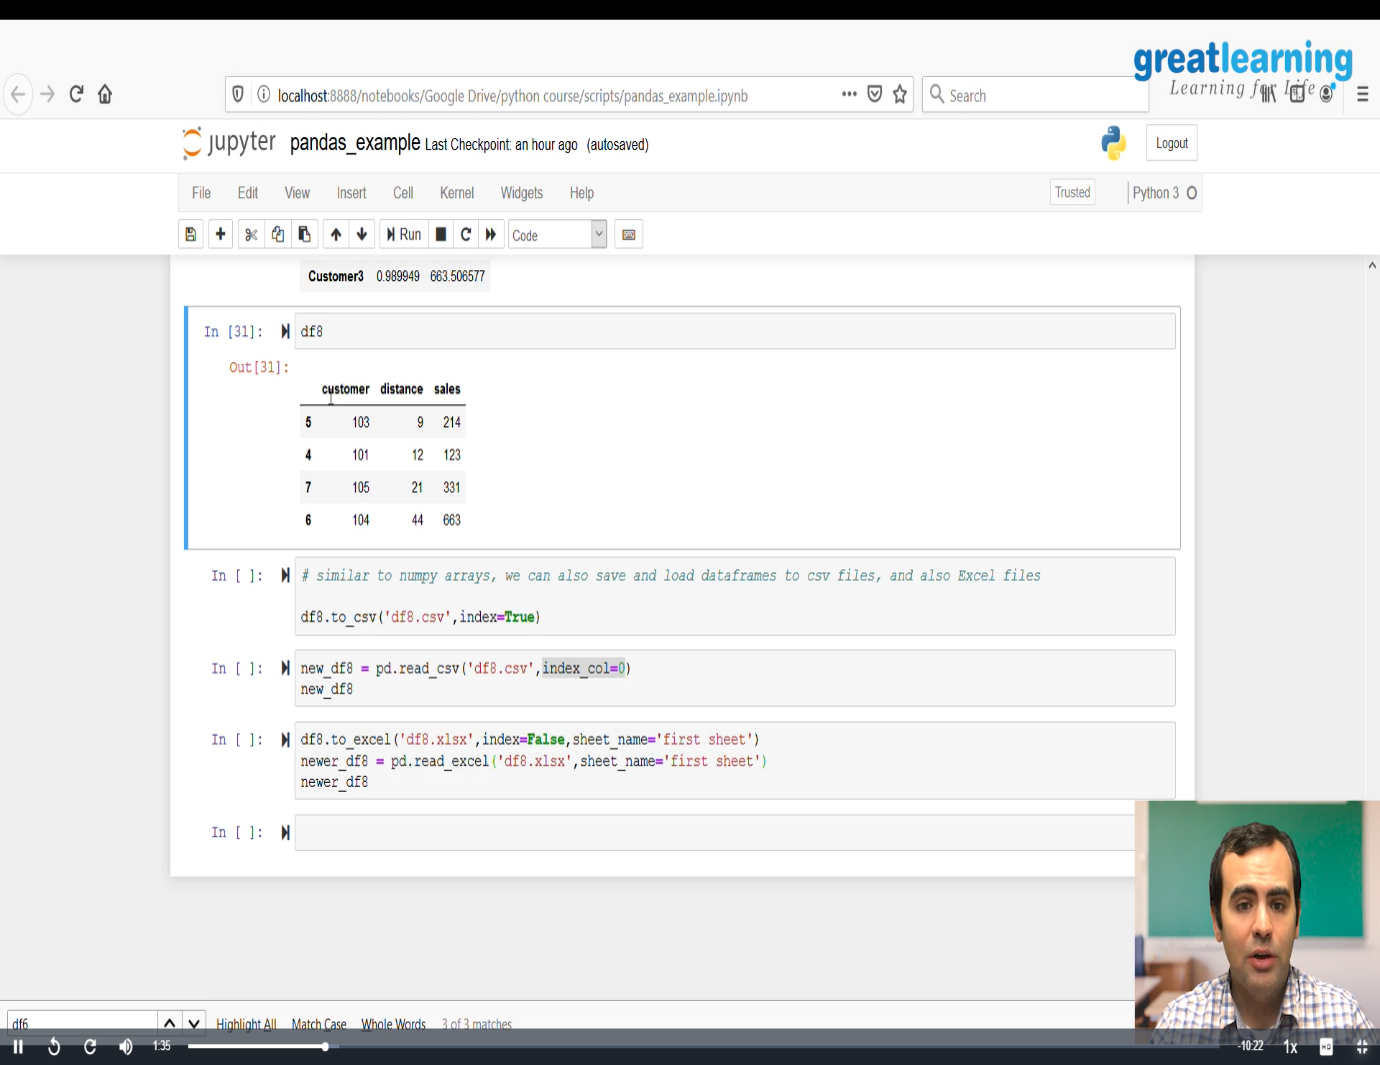 greatlearning
Learning for Life
localhost:8888/notebooks/Google Drive/python course/scripts/pandas_example.ipynb
Search
jupyter pandas_example Last Checkpoint: an hour ago (autosaved)
Logout
File Edit View Insert Cell Kernel Widgets Help
Trusted Python 3
Run Code
Customer3 0.989949 663.506577
In [31]: df8
Out[31]:
customer distance sales
5 103 9 214
4 101 12 123
7 105 21 331
6 104 44 663
In [ ]: # similar to numpy arrays, we can also save and load dataframes to csv files, and also Excel files
df8.to_csv('df8.csv',index=True)
In [ ]: new_df8 = pd.read_csv('df8.csv',index_col=0)
new_df8
In [ ]: df8.to_excel('df8.xlsx',index=False,sheet_name='first sheet')
newer_df8 = pd.read_excel('df8.xlsx',sheet_name='first sheet')
newer_df8
In [ ]:
df6 Highlight All Match Case Whole Words 3 of 3 matches
1:35 -10:22 1x HD